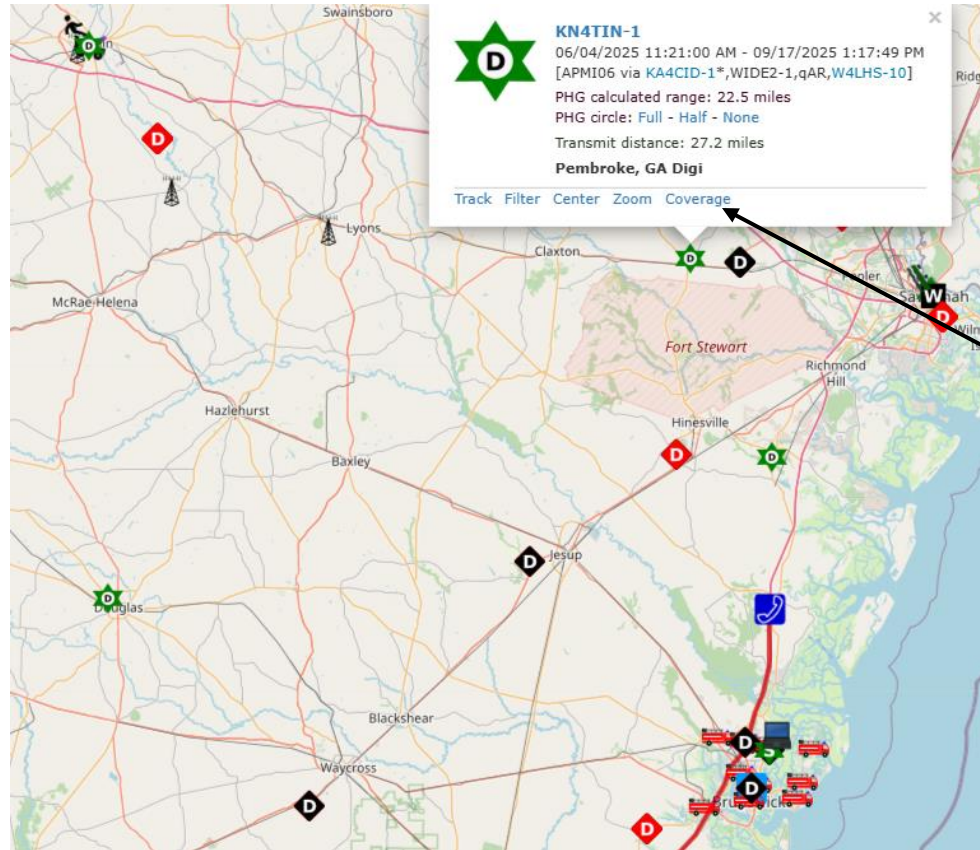 Swainsboro
D
in
KN4TIN-1
×
D
06/04/2025 11:21:00 AM - 09/17/2025 1:17:49 PM
[APMI06 via KA4CID-1*,WIDE2-1,qAR,W4LHS-10]
PHG calculated range: 22.5 miles
PHG circle: Full - Half - None
Transmit distance: 27.2 miles
Pembroke, GA Digi
Track Filter Center Zoom Coverage
Ridg
D
Lyons
Claxton
D
D
McRae-Helena
W
D
Wilm
Fort Stewart
Richmond
Hill
Hazlehurst
Hinesville
D
D
Baxley
Jesup
D
D
Douglas
Blackshear
D
S
Waycross
D
D
D